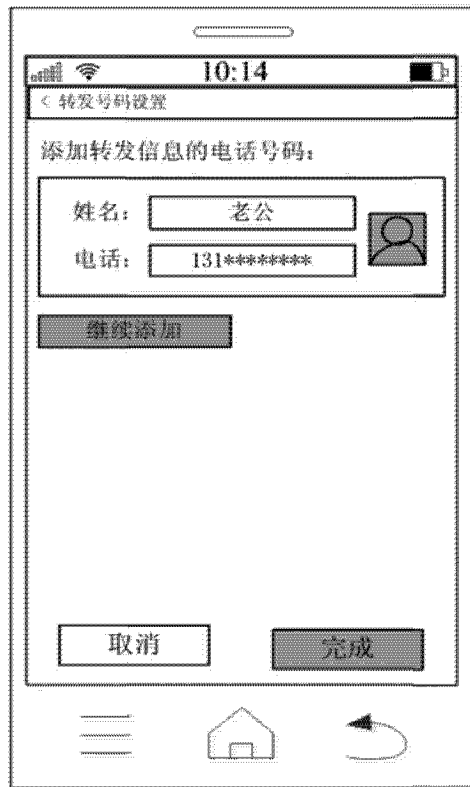 10:14
< 转发号码设置
添加转发信息的电话号码：
姓名： 老公
电话： 131********
继续添加
取消 完成